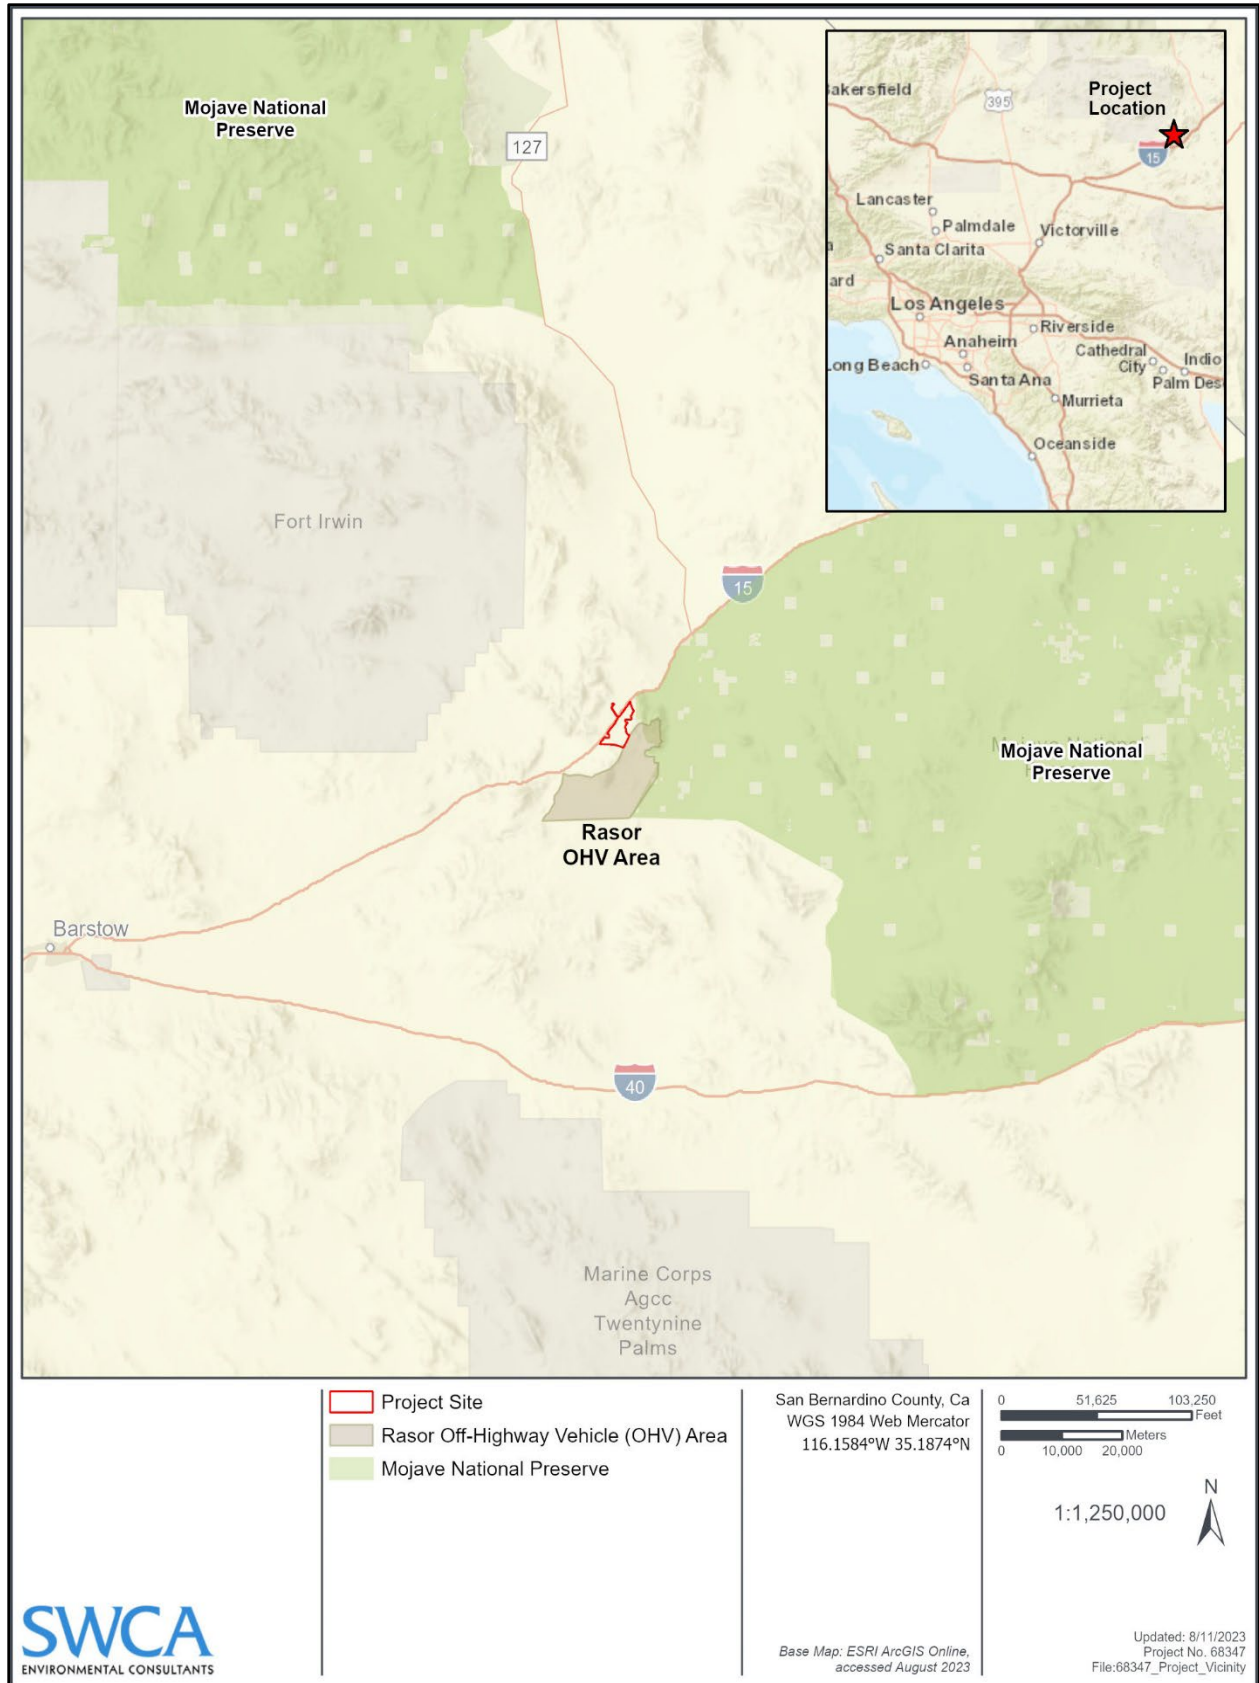 Mojave National
Preserve
127
Fort Irwin
15
Mojave National
Preserve
Rasor
OHV Area
Barstow
40
Marine Corps
Agcc
Twentynine
Palms
Bakersfield
395
Project
Location
15
Lancaster
Palmdale
Victorville
Santa Clarita
ard
Los Angeles
Riverside
Anaheim
Cathedral
City
Indio
Long Beach
Santa Ana
Palm Des
Murrieta
Oceanside
Project Site
Rasor Off-Highway Vehicle (OHV) Area
Mojave National Preserve
San Bernardino County, Ca
WGS 1984 Web Mercator
116.1584°W 35.1874°N
0 51,625 103,250
Feet
Meters
0 10,000 20,000
N
1:1,250,000
SWCA
ENVIRONMENTAL CONSULTANTS
Base Map: ESRI ArcGIS Online,
accessed August 2023
Updated: 8/11/2023
Project No. 68347
File:68347_Project_Vicinity